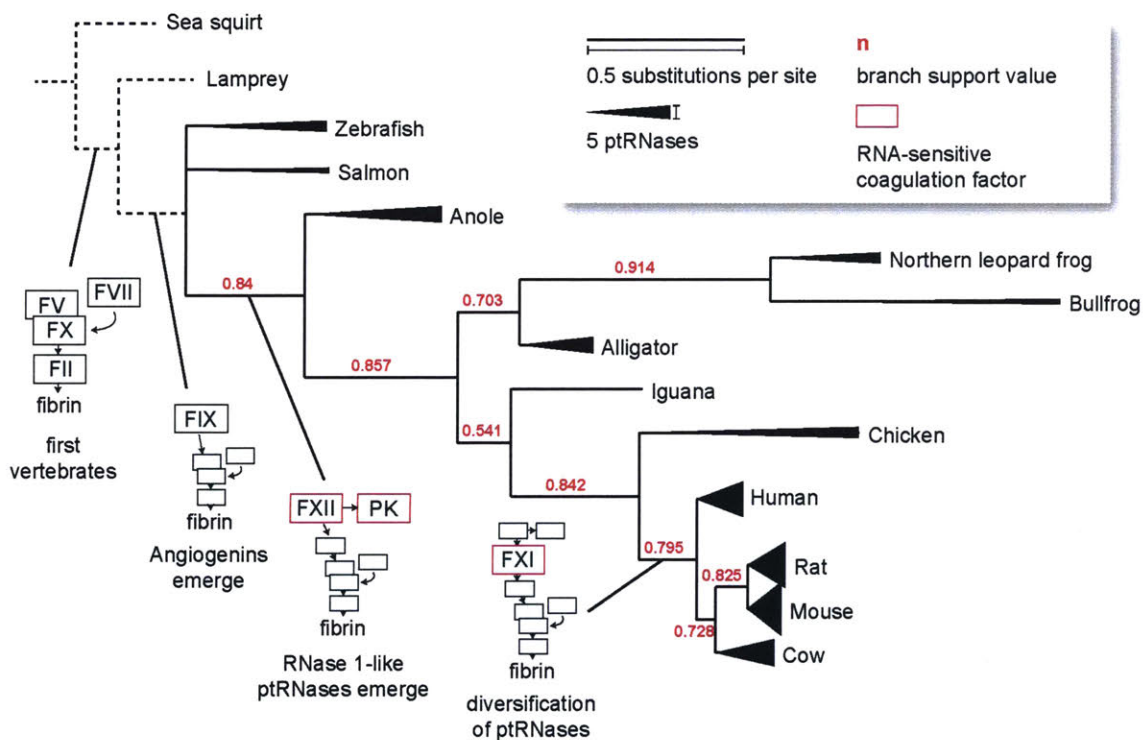 Sea squirt
Lamprey
Zebrafish
Salmon
Anole
0.5 substitutions per site
5 ptRNases
n
branch support value
RNA-sensitive
coagulation factor
0.84
0.914
Northern leopard frog
Bullfrog
0.703
Alligator
0.857
Iguana
0.541
Chicken
0.842
Human
0.795
Rat
0.825
Mouse
0.728
Cow
FV
FVII
FX
FII
fibrin
first
vertebrates
FIX
fibrin
Angiogenins
emerge
FXII
PK
fibrin
RNase 1-like
ptRNases emerge
FXI
fibrin
diversification
of ptRNases